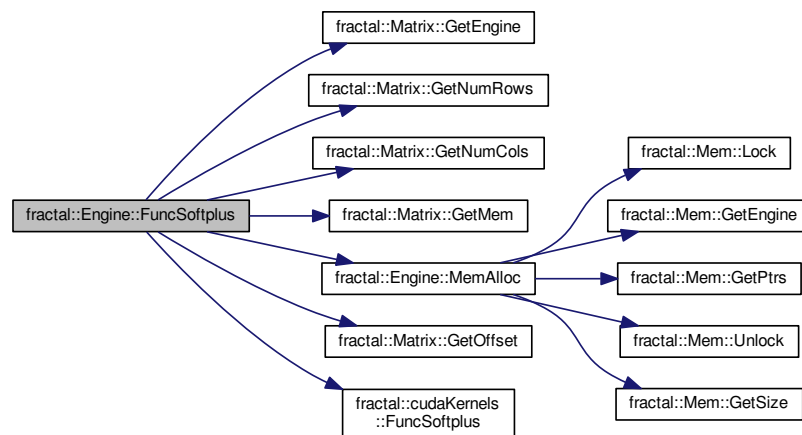 fractal::Matrix::GetEngine
fractal::Matrix::GetNumRows
fractal::Matrix::GetNumCols
fractal::Mem::Lock
fractal::Engine::FuncSoftplus
fractal::Matrix::GetMem
fractal::Mem::GetEngine
fractal::Engine::MemAlloc
fractal::Mem::GetPtrs
fractal::Matrix::GetOffset
fractal::Mem::Unlock
fractal::cudaKernels
::FuncSoftplus
fractal::Mem::GetSize